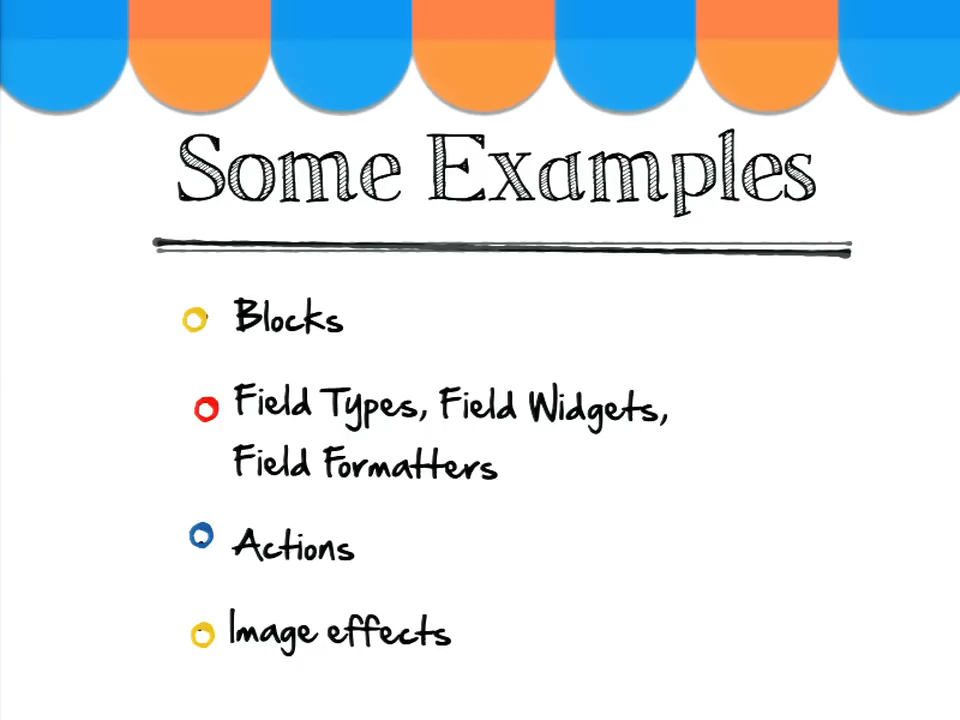 Some Examples
Blocks
Field Types, Field Widgets,
Field Formatters
Actions
Image effects